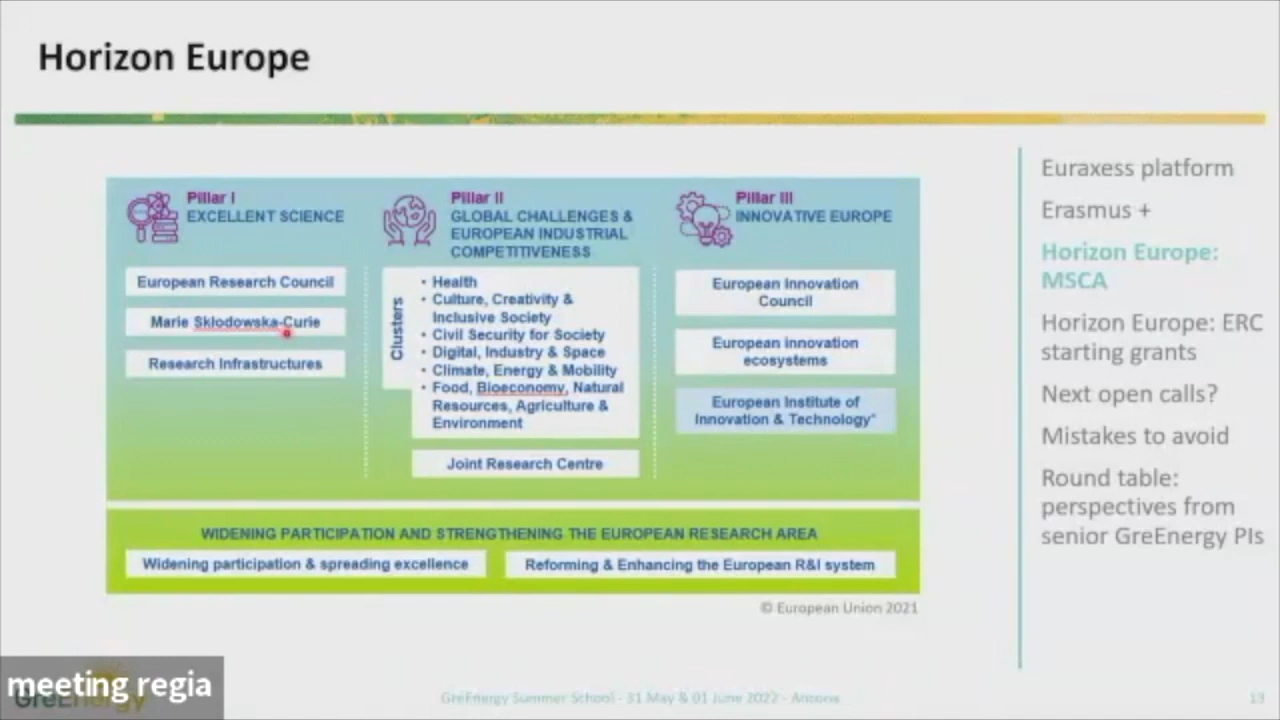 Horizon Europe
Pillar I
EXCELLENT SCIENCE
European Research Council
Marie Sklodowska-Curie
Research Infrastructures
Pillar II
GLOBAL CHALLENGES &
EUROPEAN INDUSTRIAL
COMPETITIVENESS
Clusters
• Health
• Culture, Creativity &
Inclusive Society
• Civil Security for Society
• Digital, Industry & Space
• Climate, Energy & Mobility
• Food, Bioeconomy, Natural
Resources, Agriculture &
Environment
Joint Research Centre
Pillar III
INNOVATIVE EUROPE
European Innovation
Council
European innovation
ecosystems
European Institute of
Innovation & Technology*
WIDENING PARTICIPATION AND STRENGTHENING THE EUROPEAN RESEARCH AREA
Widening participation & spreading excellence
Reforming & Enhancing the European R&I system
© European Union 2021
Euraxess platform
Erasmus +
Horizon Europe:
MSCA
Horizon Europe: ERC
starting grants
Next open calls?
Mistakes to avoid
Round table:
perspectives from
senior GreEnergy PIs
meeting regia
GreEnergy
GreEnergy Summer School - 31 May & 01 June 2022 - Ancona
13